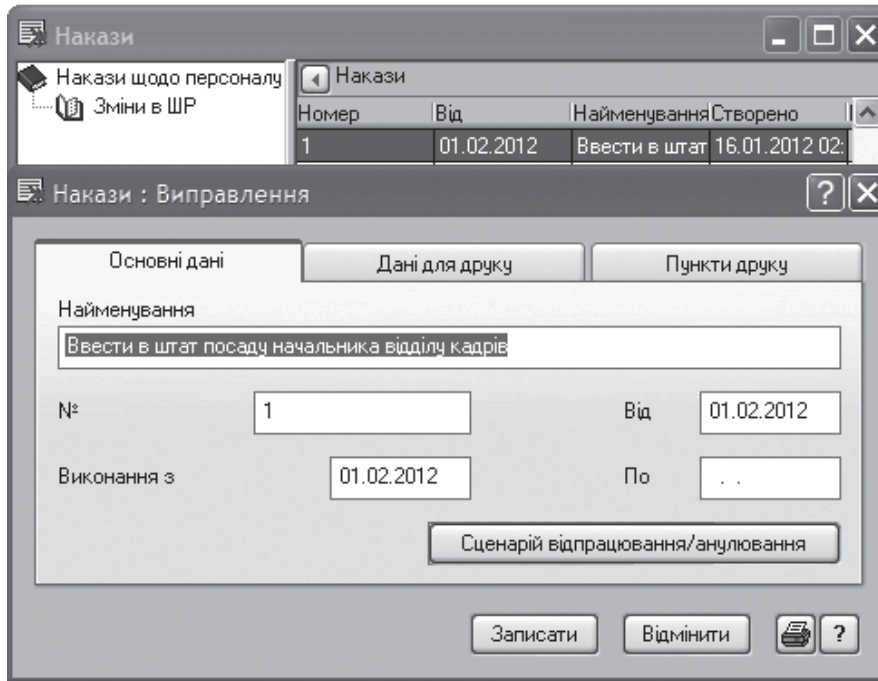 Накази
Накази щодо персоналу
Зміни в ШР
Накази
Номер Від Найменування Створено
1 01.02.2012 Ввести в штат 16.01.2012 02:
Накази : Виправлення
Основні дані Дані для друку Пункти друку
Найменування
Ввести в штат посаду начальника відділу кадрів
№ 1 Від 01.02.2012
Виконання з 01.02.2012 По . .
Сценарій відпрацювання/анулювання
Записати Відмінити ?